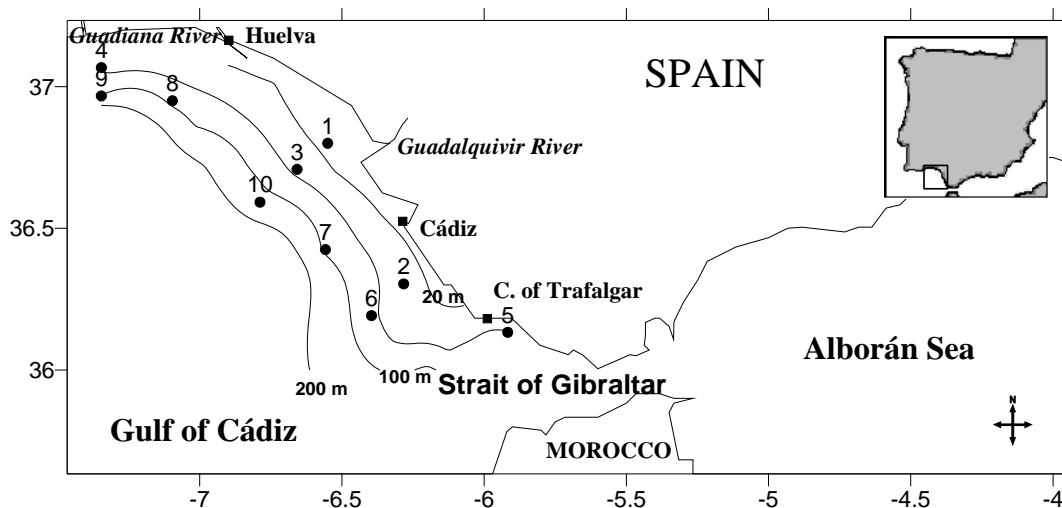 Guadiana River
Huelva
SPAIN
4
37
9
8
1
3
Guadalquivir River
10
36.5
Cádiz
7
2
C. of Trafalgar
20 m
6
5
Alborán Sea
36
200 m
100 m
Strait of Gibraltar
N
Gulf of Cádiz
MOROCCO
-7
-6.5
-6
-5.5
-5
-4.5
-4